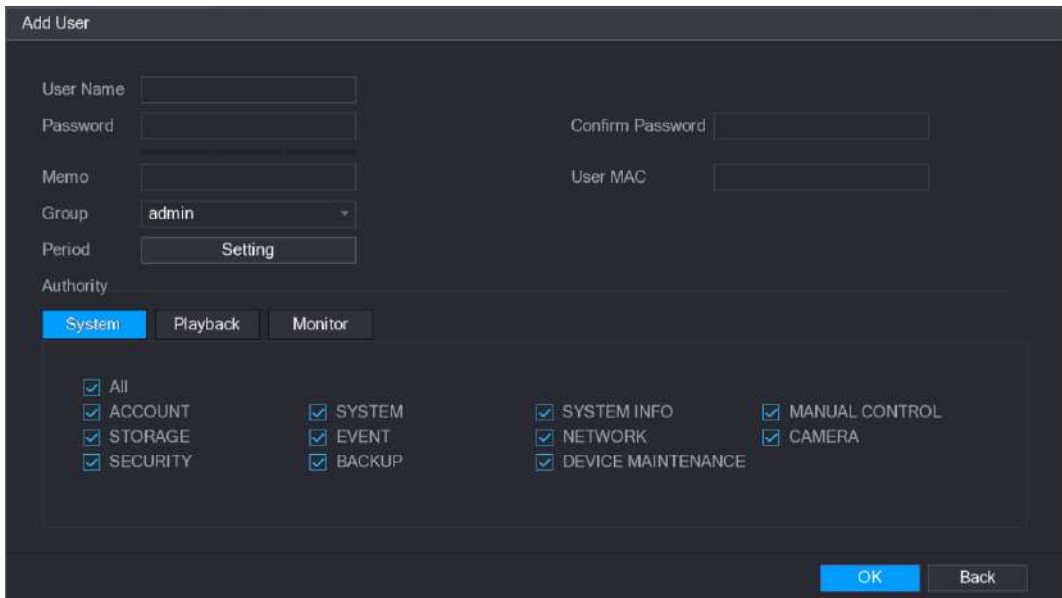 Add User
User Name
Password Confirm Password
Memo User MAC
Group admin
Period Setting
Authority
System Playback Monitor
All
ACCOUNT SYSTEM SYSTEM INFO MANUAL CONTROL
STORAGE EVENT NETWORK CAMERA
SECURITY BACKUP DEVICE MAINTENANCE
OK Back